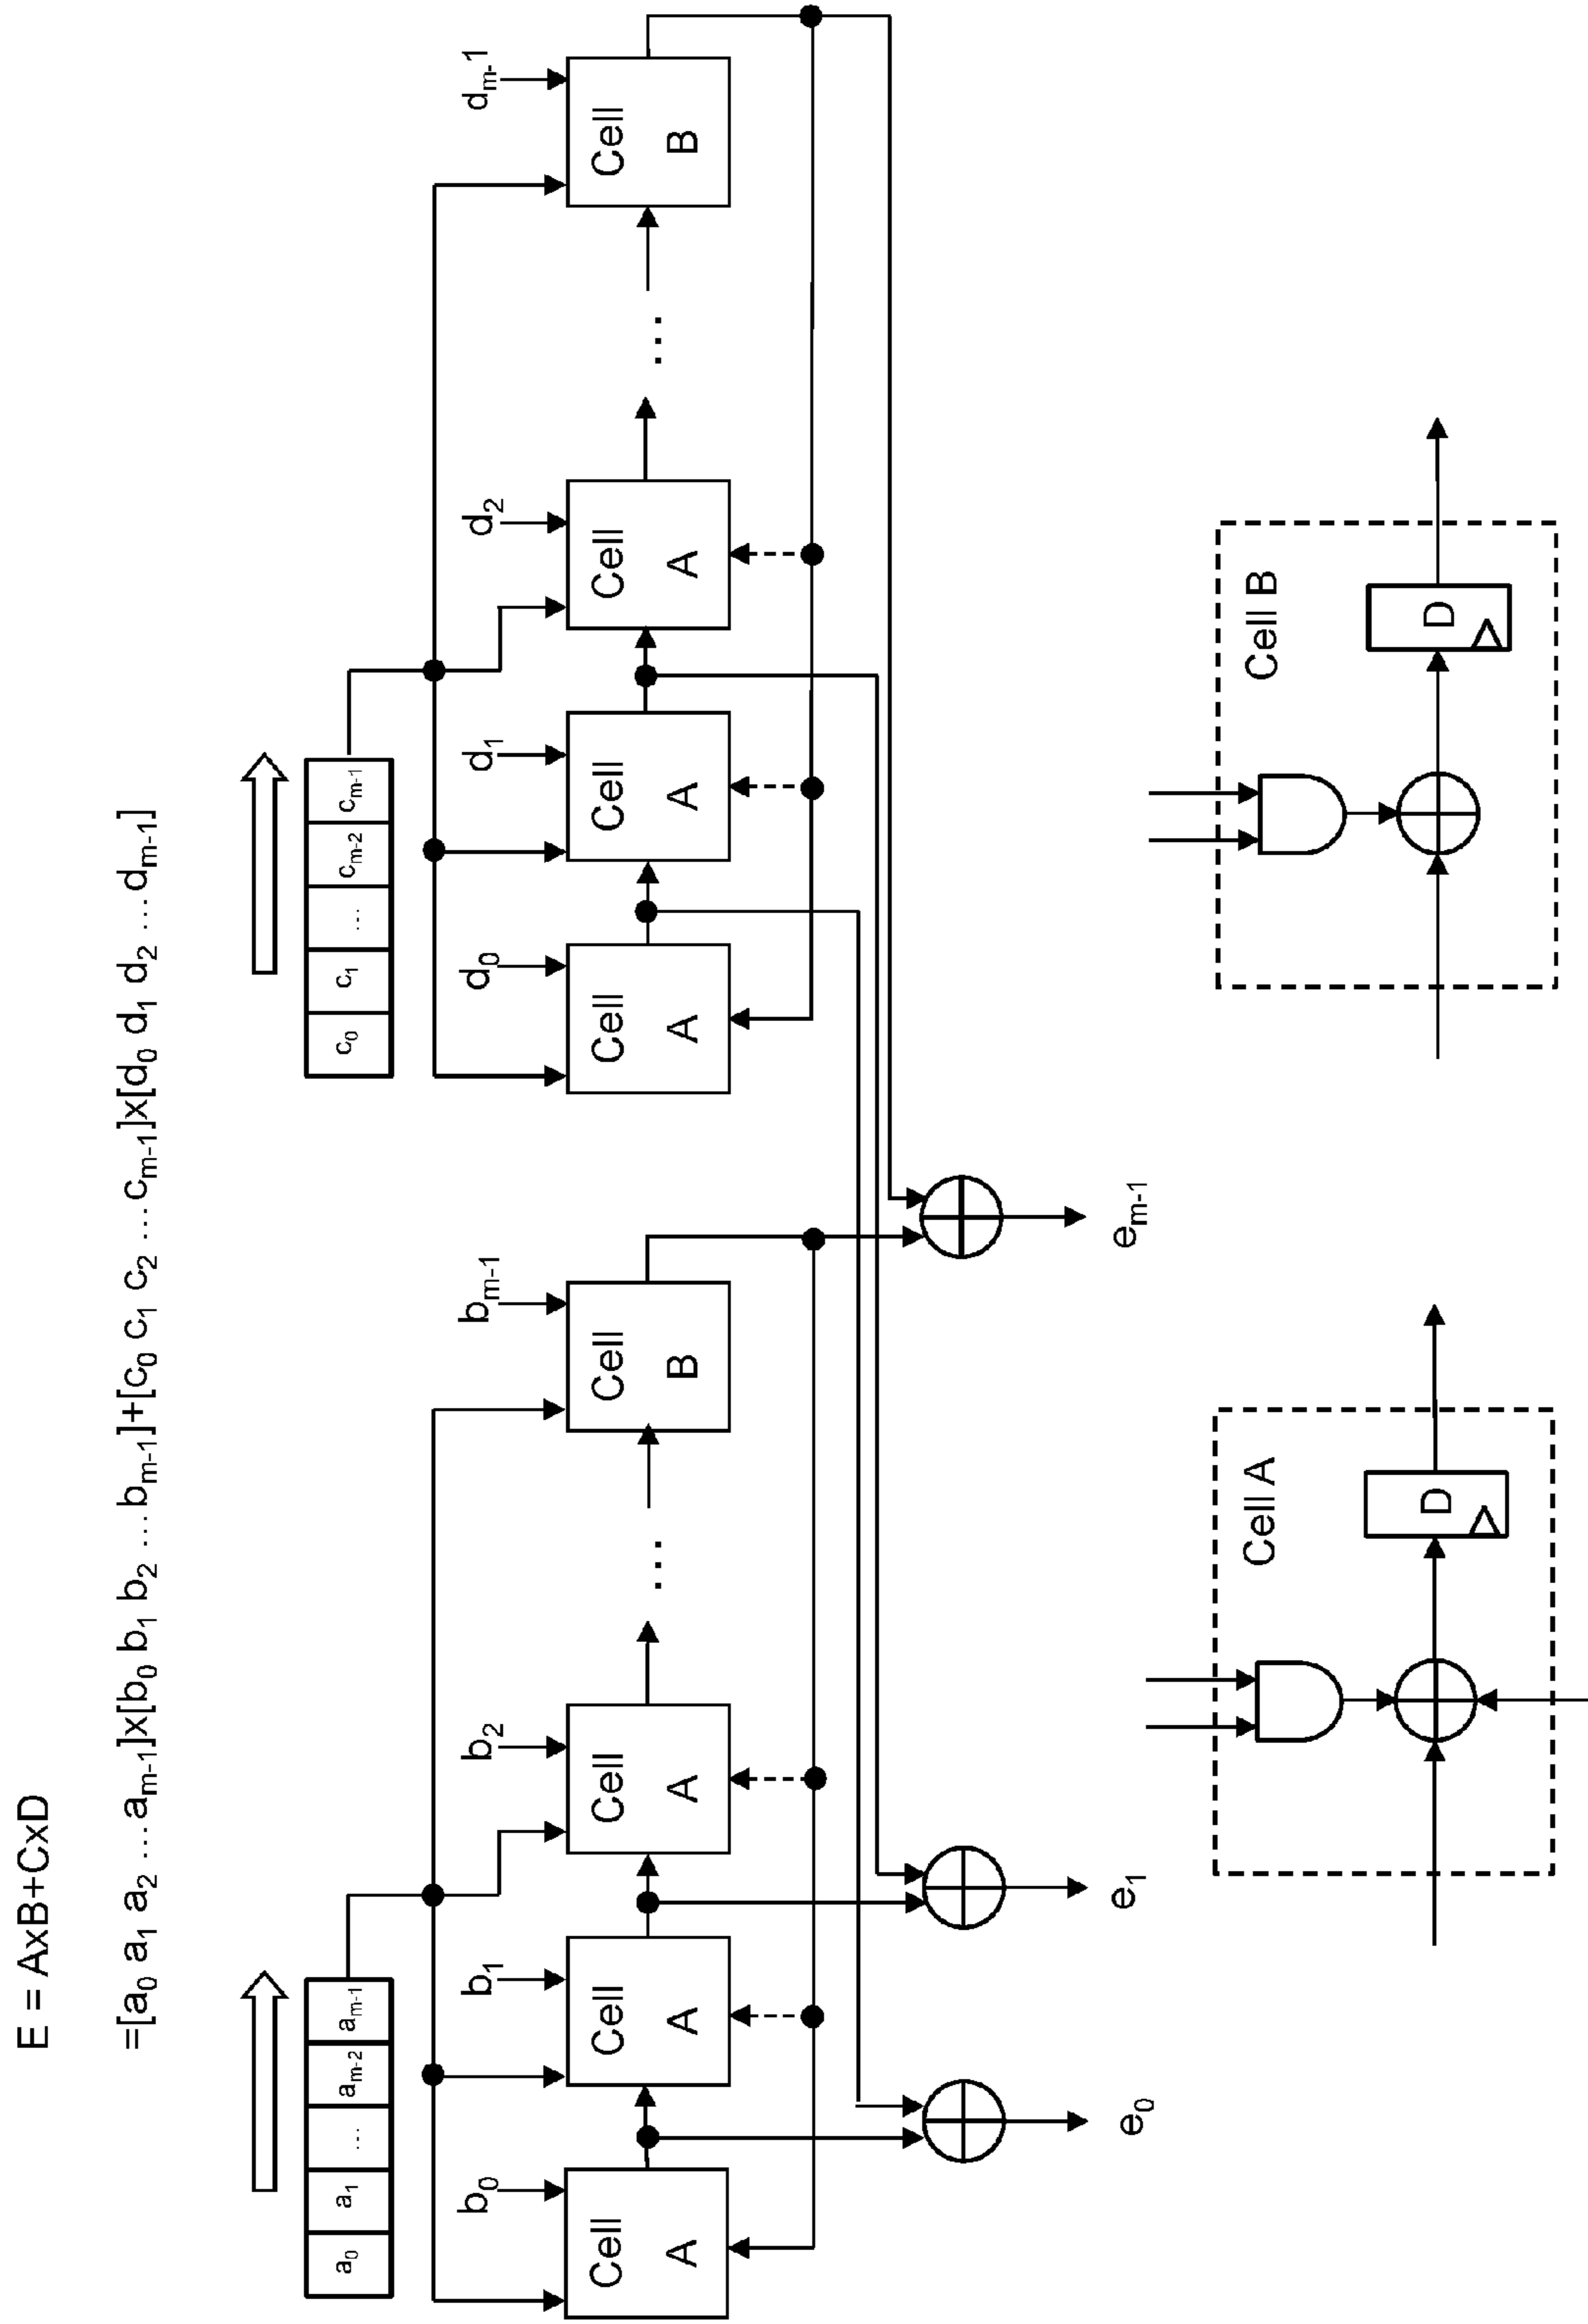 E = AxB+CxD
=[a₀ a₁ a₂ ...aₘ₋₁]x[b₀ b₁ b₂ ...bₘ₋₁]+[c₀ c₁ c₂ ...cₘ₋₁]x[d₀ d₁ d₂ ...dₘ₋₁]
a₀ a₁ ... aₘ₋₂ aₘ₋₁
c₀ c₁ ... cₘ₋₂ cₘ₋₁
b₀ b₁ b₂ bₘ₋₁ d₀ d₁ d₂ dₘ₋1
Cell Cell Cell ... Cell Cell Cell Cell ... Cell
A A A B A A A B
e₀ e₁ eₘ₋₁
Cell A
D
Cell B
D